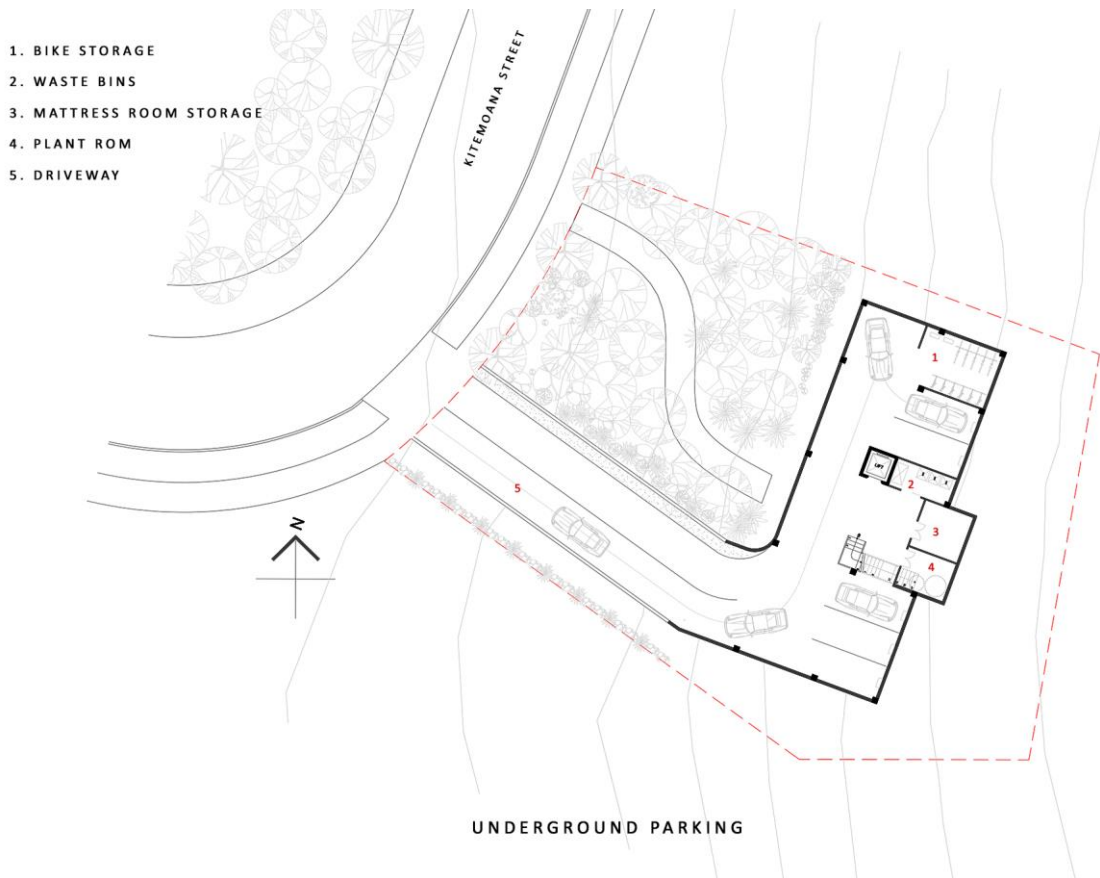 1. BIKE STORAGE
2. WASTE BINS
3. MATTRESS ROOM STORAGE
4. PLANT ROM
5. DRIVEWAY
KITEMOANA STREET
1
LIFT
2
3
5
4
N
UNDERGROUND PARKING